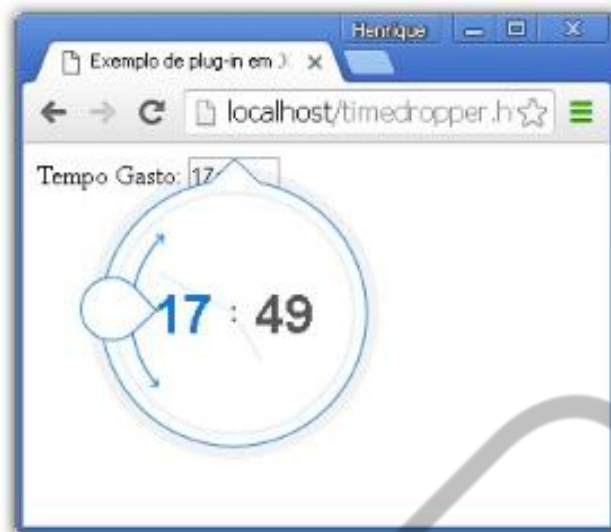 Henrique
Exemplo de plug-in em
localhost/timedropper.h
Tempo Gasto: 17
17 : 49